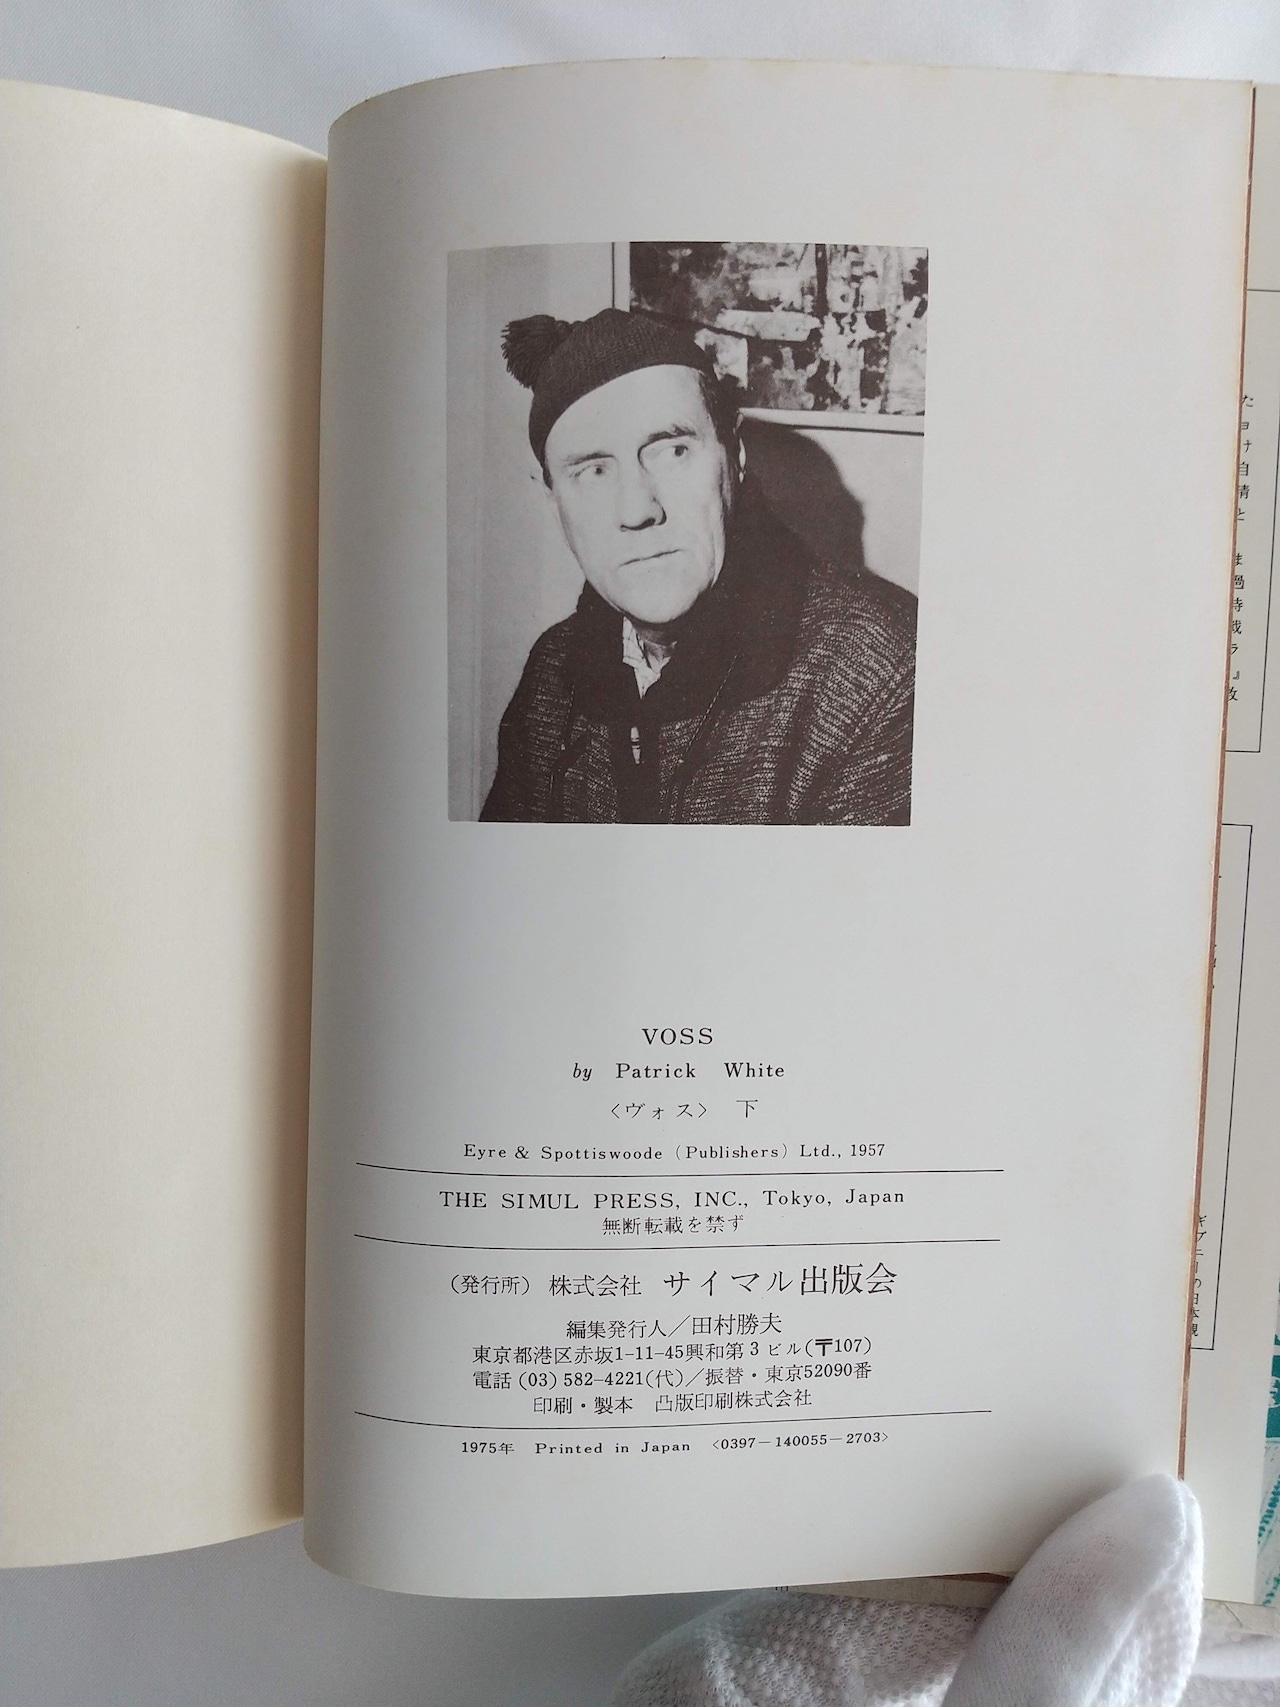 VOSS
by Patrick White
〈ヴォス〉 下
Eyre & Spottiswoode (Publishers) Ltd., 1957
THE SIMUL PRESS, INC., Tokyo, Japan
無断転載を禁ず
(発行所) 株式会社 サイマル出版会
編集発行人/田村勝夫
東京都港区赤坂1-11-45興和第3ビル(〒107)
電話 (03) 582-4221(代)/振替・東京52090番
印刷・製本 凸版印刷株式会社
1975年 Printed in Japan 〈0397-140055-2703〉